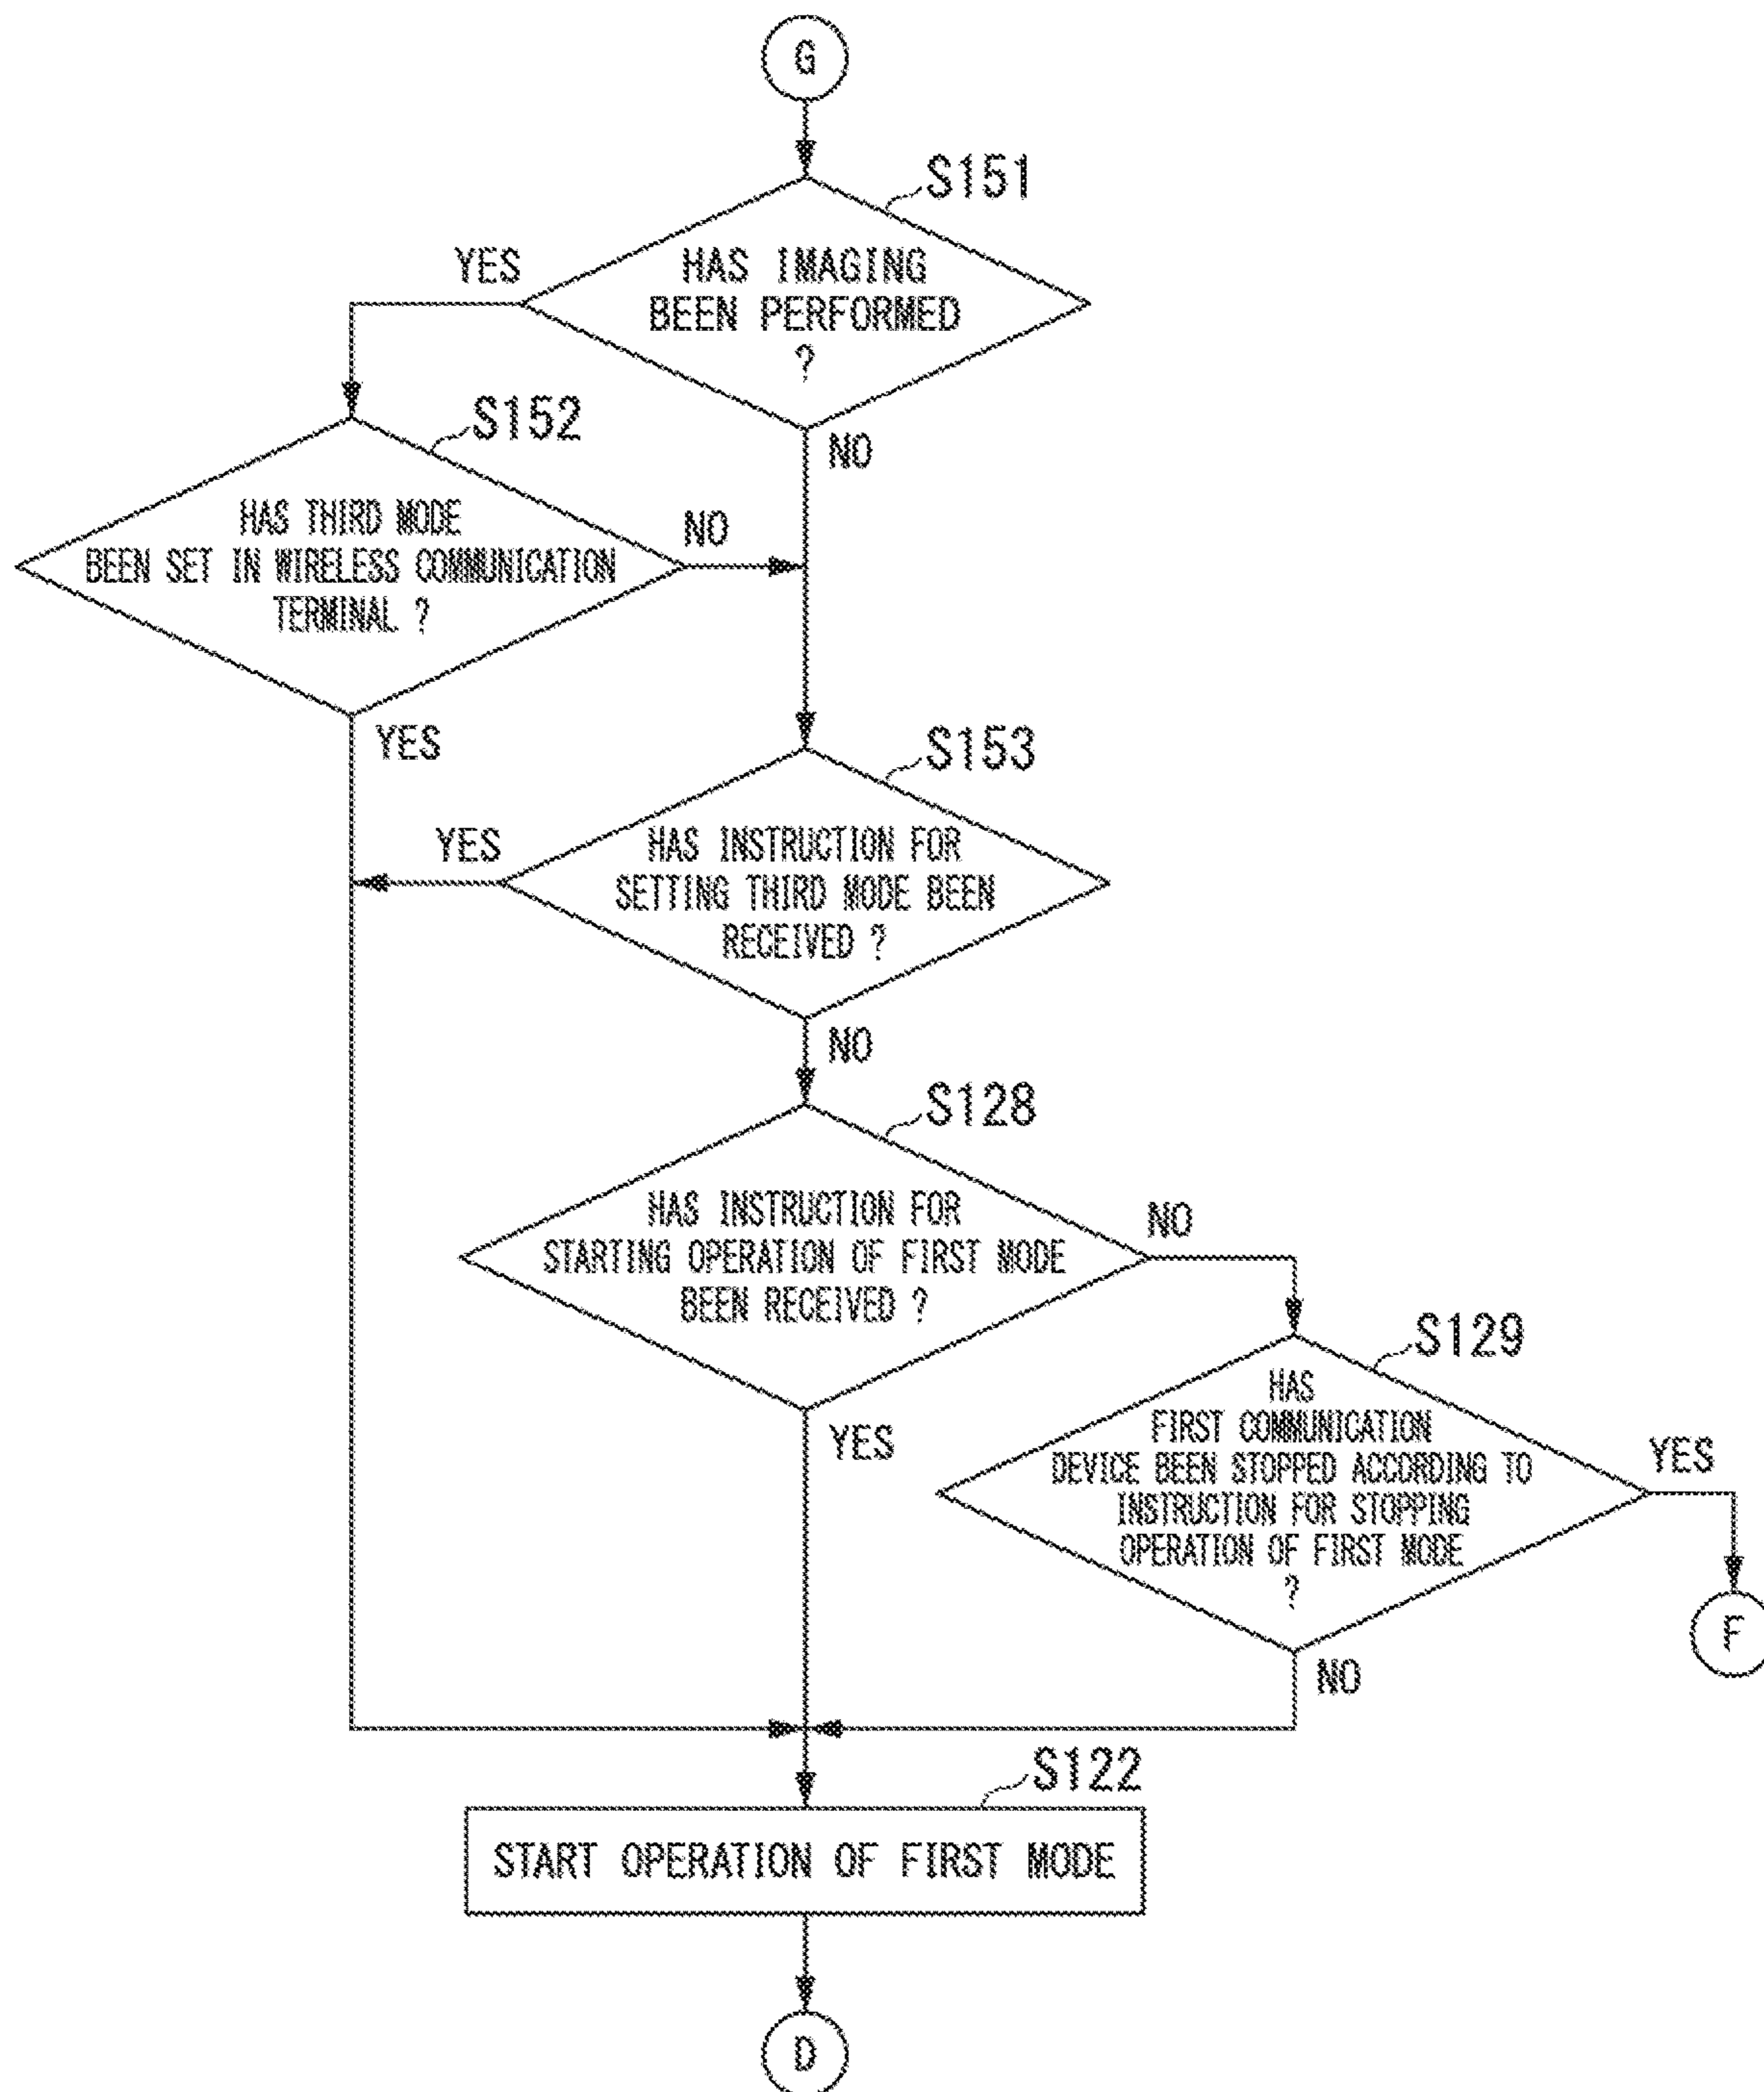 G
S151
YES
HAS IMAGING
BEEN PERFORMED
?
NO
S152
HAS THIRD MODE
BEEN SET IN WIRELESS COMMUNICATION
TERMINAL ?
NO
YES
S153
YES
HAS INSTRUCTION FOR
SETTING THIRD MODE BEEN
RECEIVED ?
NO
S128
HAS INSTRUCTION FOR
STARTING OPERATION OF FIRST MODE
BEEN RECEIVED ?
NO
YES
S129
HAS
FIRST COMMUNICATION
DEVICE BEEN STOPPED ACCORDING TO
INSTRUCTION FOR STOPPING
OPERATION OF FIRST MODE
?
YES
F
NO
S122
START OPERATION OF FIRST MODE
D